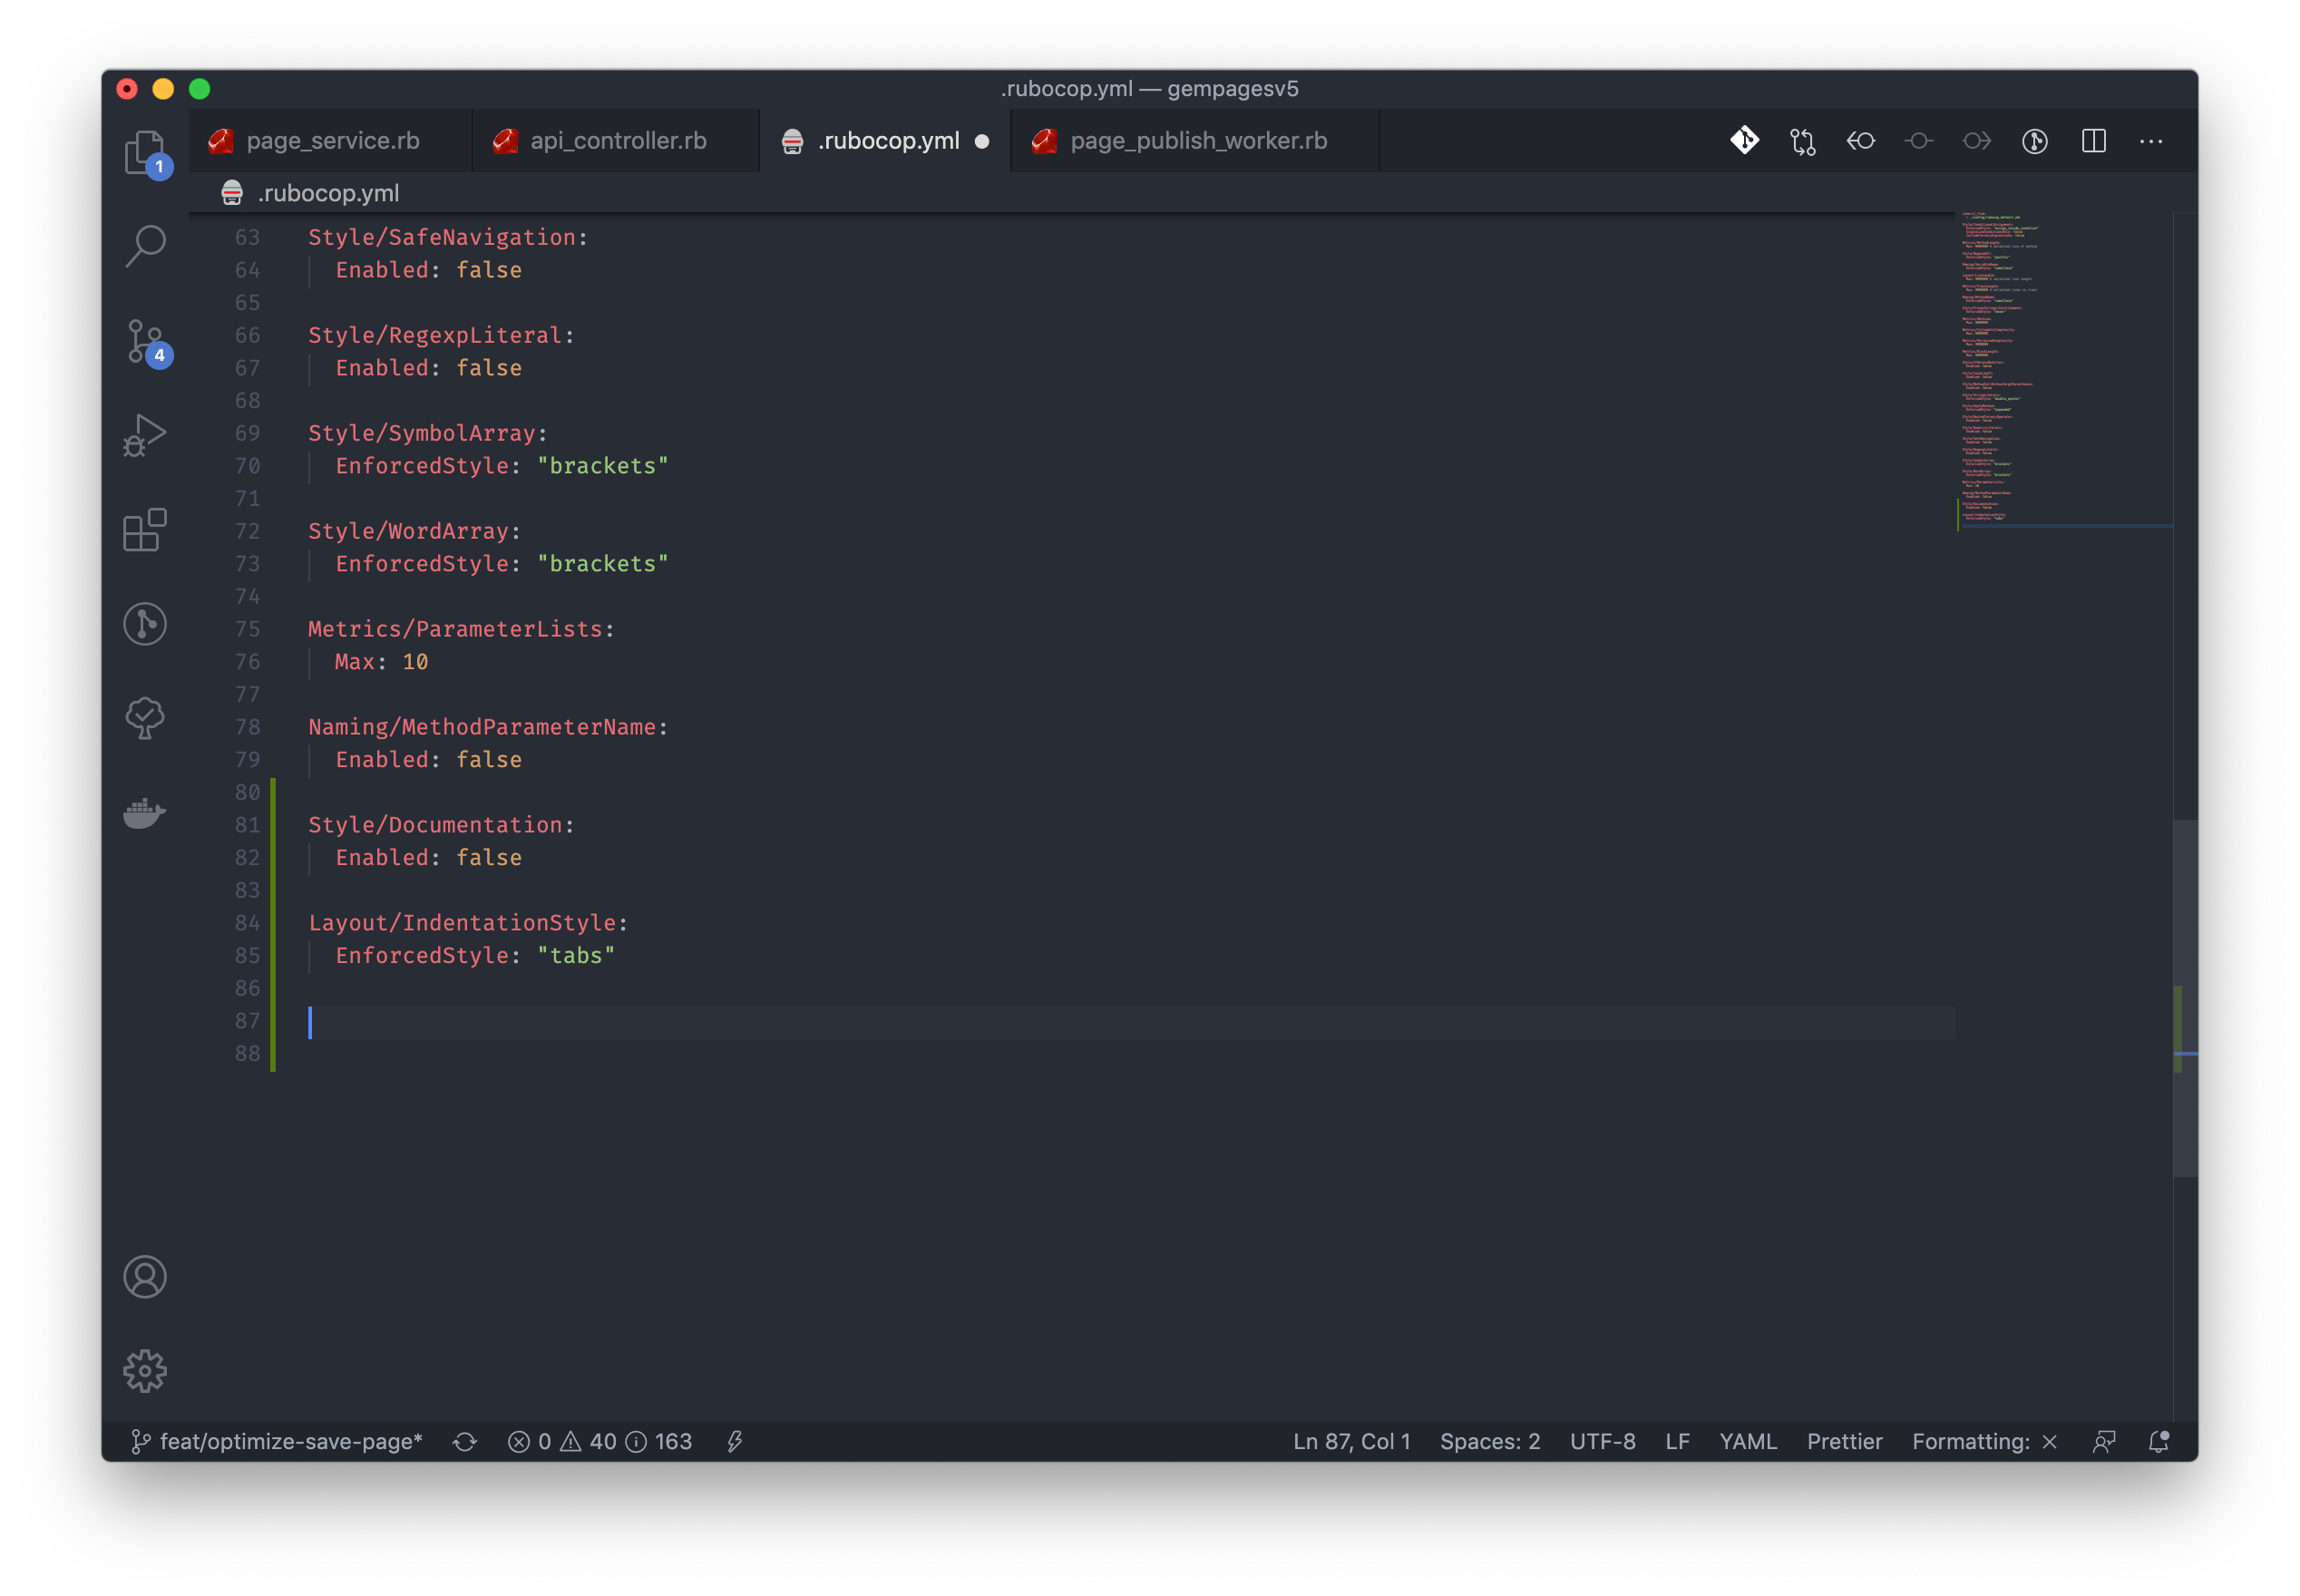 .rubocop.yml — gempagesv5
page_service.rb
api_controller.rb
.rubocop.yml
page_publish_worker.rb
1
.rubocop.yml
63 Style/SafeNavigation:
64 Enabled: false
65
66 Style/RegexpLiteral:
67 Enabled: false
68
69 Style/SymbolArray:
70 EnforcedStyle: "brackets"
71
72 Style/WordArray:
73 EnforcedStyle: "brackets"
74
75 Metrics/ParameterLists:
76 Max: 10
77
78 Naming/MethodParameterName:
79 Enabled: false
80
81 Style/Documentation:
82 Enabled: false
83
84 Layout/IndentationStyle:
85 EnforcedStyle: "tabs"
86
87
88
4
feat/optimize-save-page* 0 40 163 Ln 87, Col 1 Spaces: 2 UTF-8 LF YAML Prettier Formatting: ×